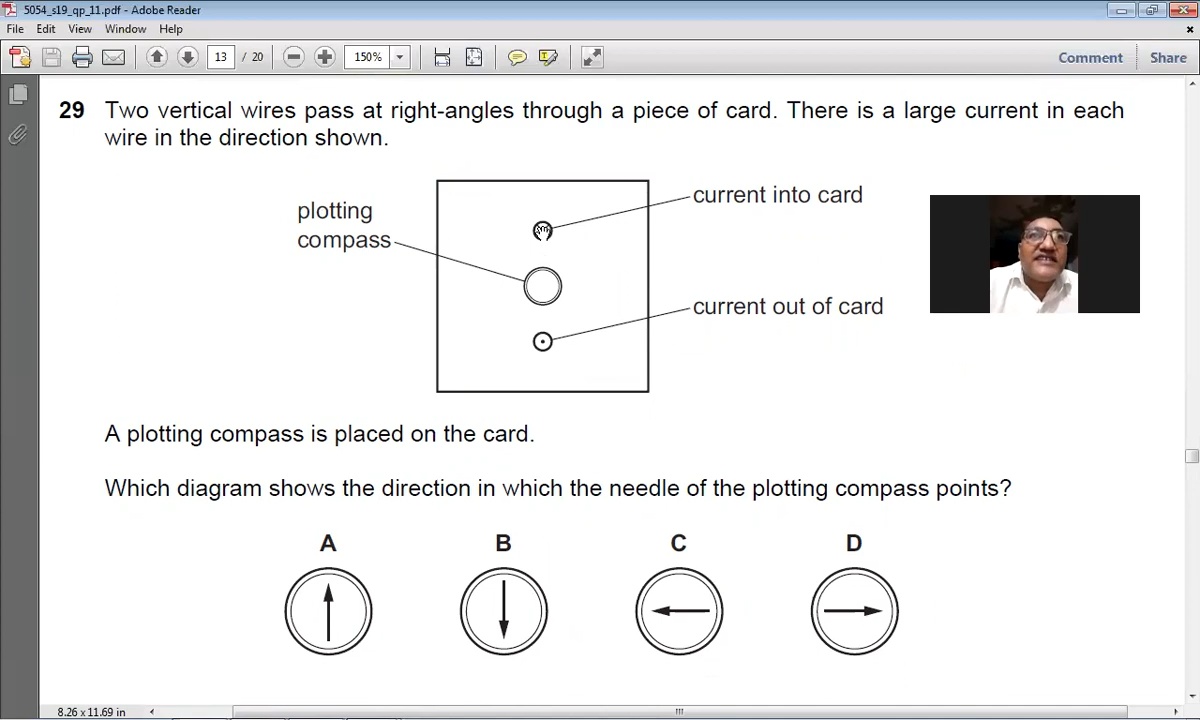 5054_s19_qp_11.pdf - Adobe Reader
File Edit View Window Help
13 / 20
150%
Comment
Share
29 Two vertical wires pass at right-angles through a piece of card. There is a large current in each
wire in the direction shown.
plotting
compass
current into card
current out of card
A plotting compass is placed on the card.
Which diagram shows the direction in which the needle of the plotting compass points?
A B C D
8.26 x 11.69 in